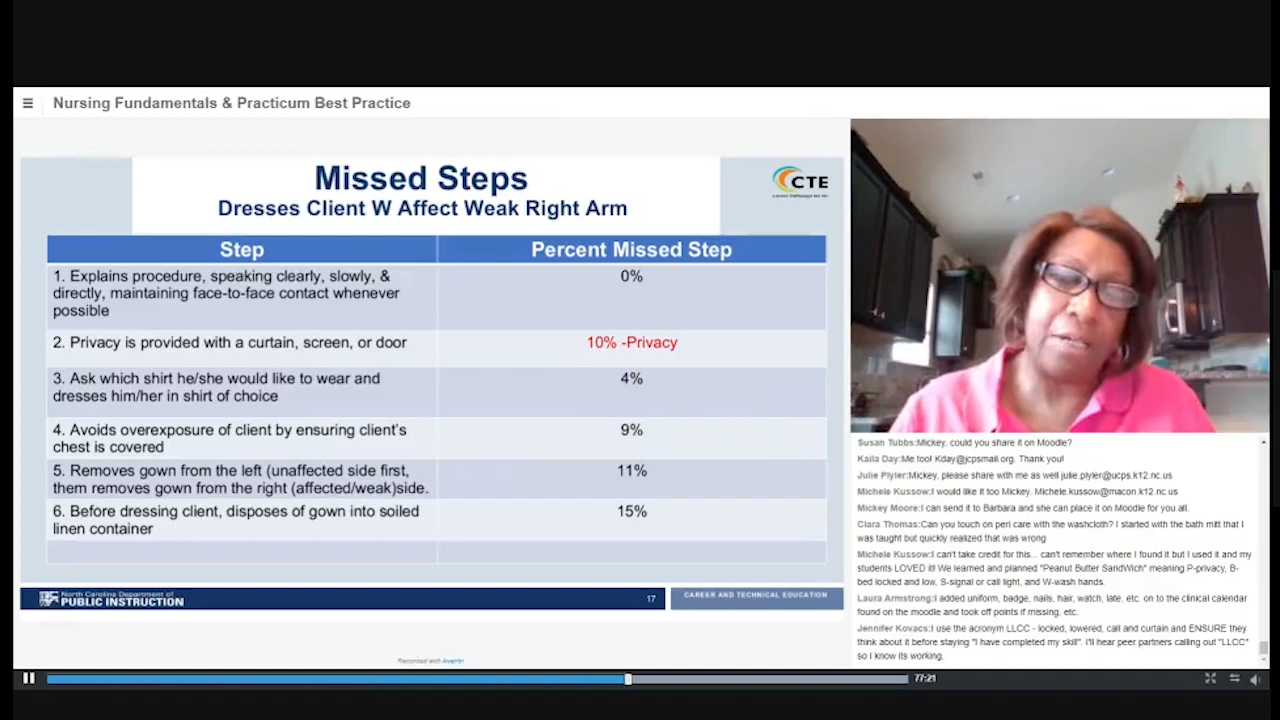 Nursing Fundamentals & Practicum Best Practice
Missed Steps
Dresses Client W Affect Weak Right Arm
CTE
Step
Percent Missed Step
1. Explains procedure, speaking clearly, slowly, &
directly, maintaining face-to-face contact whenever
possible
0%
2. Privacy is provided with a curtain, screen, or door
10% -Privacy
3. Ask which shirt he/she would like to wear and
dresses him/her in shirt of choice
4%
4. Avoids overexposure of client by ensuring client's
chest is covered
9%
5. Removes gown from the left (unaffected side first,
them removes gown from the right (affected/weak)side.
11%
6. Before dressing client, disposes of gown into soiled
linen container
15%
North Carolina Department of
PUBLIC INSTRUCTION
17
CAREER AND TECHNICAL EDUCATION
Recorded with
Susan Tubbs:Mickey, could you share it on Moodle?
Kaila Day:Me too! Kday@jcpsmail.org. Thank you!
Julie Plyler:Mickey, please share with me as well julie.plyler@ucps.k12.nc.us
Michele Kussow:I would like it too Mickey. Michele.kussow@macon.k12.nc.us
Mickey Moore:I can send it to Barbara and she can place it on Moodle for you all.
Clara Thomas:Can you touch on peri care with the washcloth? I started with the bath mitt that I
was taught but quickly realized that was wrong
Michele Kussow:I can't take credit for this... can't remember where I found it but I used it and my
students LOVED it! We learned and planned "Peanut Butter SandWich" meaning P-privacy, B-
bed locked and low, S-signal or call light, and W-wash hands.
Laura Armstrong:I added uniform, badge, nails, hair, watch, late, etc. on to the clinical calendar
found on the moodle and took off points if missing, etc.
Jennifer Kovacs:I use the acronym LLCC - locked, lowered, call and curtain and ENSURE they
think about it before staying "I have completed my skill". I'll hear peer partners calling out "LLCC"
so I know its working.
77:21